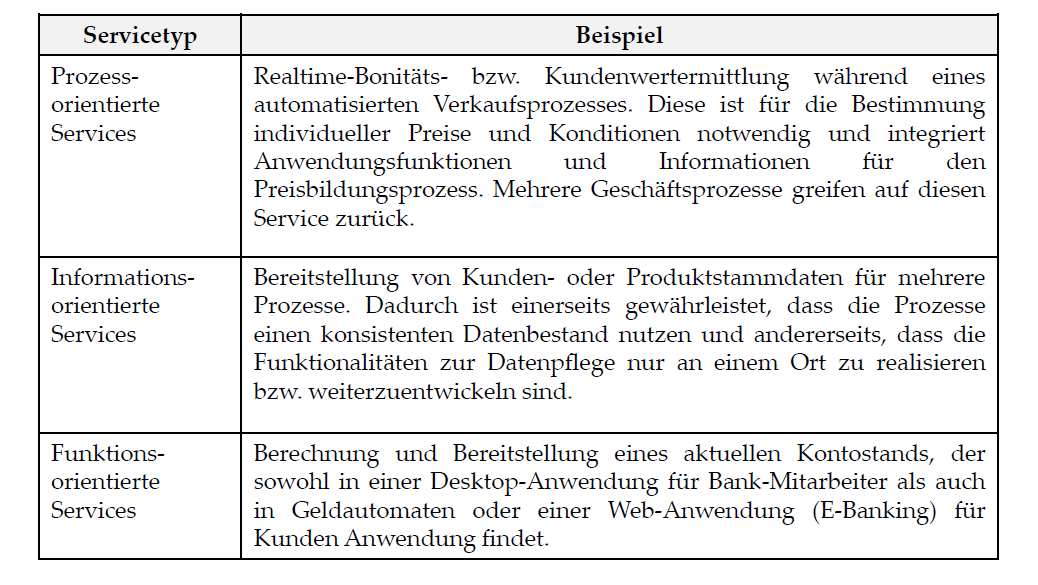 Servicetyp
Beispiel
Prozess-
orientierte
Services
Realtime-Bonitäts- bzw. Kundenwertermittlung während eines
automatisierten Verkaufsprozesses. Diese ist für die Bestimmung
individueller Preise und Konditionen notwendig und integriert
Anwendungsfunktionen und Informationen für den
Preisbildungsprozess. Mehrere Geschäftsprozesse greifen auf diesen
Service zurück.
Informations-
orientierte
Services
Bereitstellung von Kunden- oder Produktstammdaten für mehrere
Prozesse. Dadurch ist einerseits gewährleistet, dass die Prozesse
einen konsistenten Datenbestand nutzen und andererseits, dass die
Funktionalitäten zur Datenpflege nur an einem Ort zu realisieren
bzw. weiterzuentwickeln sind.
Funktions-
orientierte
Services
Berechnung und Bereitstellung eines aktuellen Kontostands, der
sowohl in einer Desktop-Anwendung für Bank-Mitarbeiter als auch
in Geldautomaten oder einer Web-Anwendung (E-Banking) für
Kunden Anwendung findet.